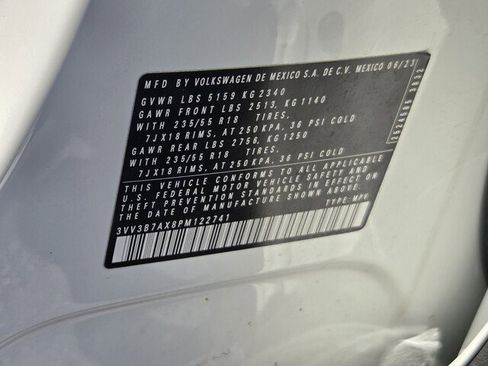 MFD BY VOLKSWAGEN DE MEXICO S.A. DE C.V. MEXICO 06/23
GVWR LBS 5159 KG 2340
GAWR FRONT LBS 2513, KG 1140
WITH 235/55 R18 TIRES,
7JX18 RIMS, AT 250 KPA, 36 PSI COLD
GAWR REAR LBS 2756, KG 1250
WITH 235/55 R18 TIRES,
7JX18 RIMS, AT 250 KPA, 36 PSI COLD
THIS VEHICLE CONFORMS TO ALL APPLICABLE
U.S. FEDERAL MOTOR VEHICLE SAFETY AND
THEFT PREVENTION STANDARDS IN EFFECT ON
THE DATE OF MANUFACTURE SHOWN ABOVE.
3VV3B7AX8PM122741 TYPE: MPV